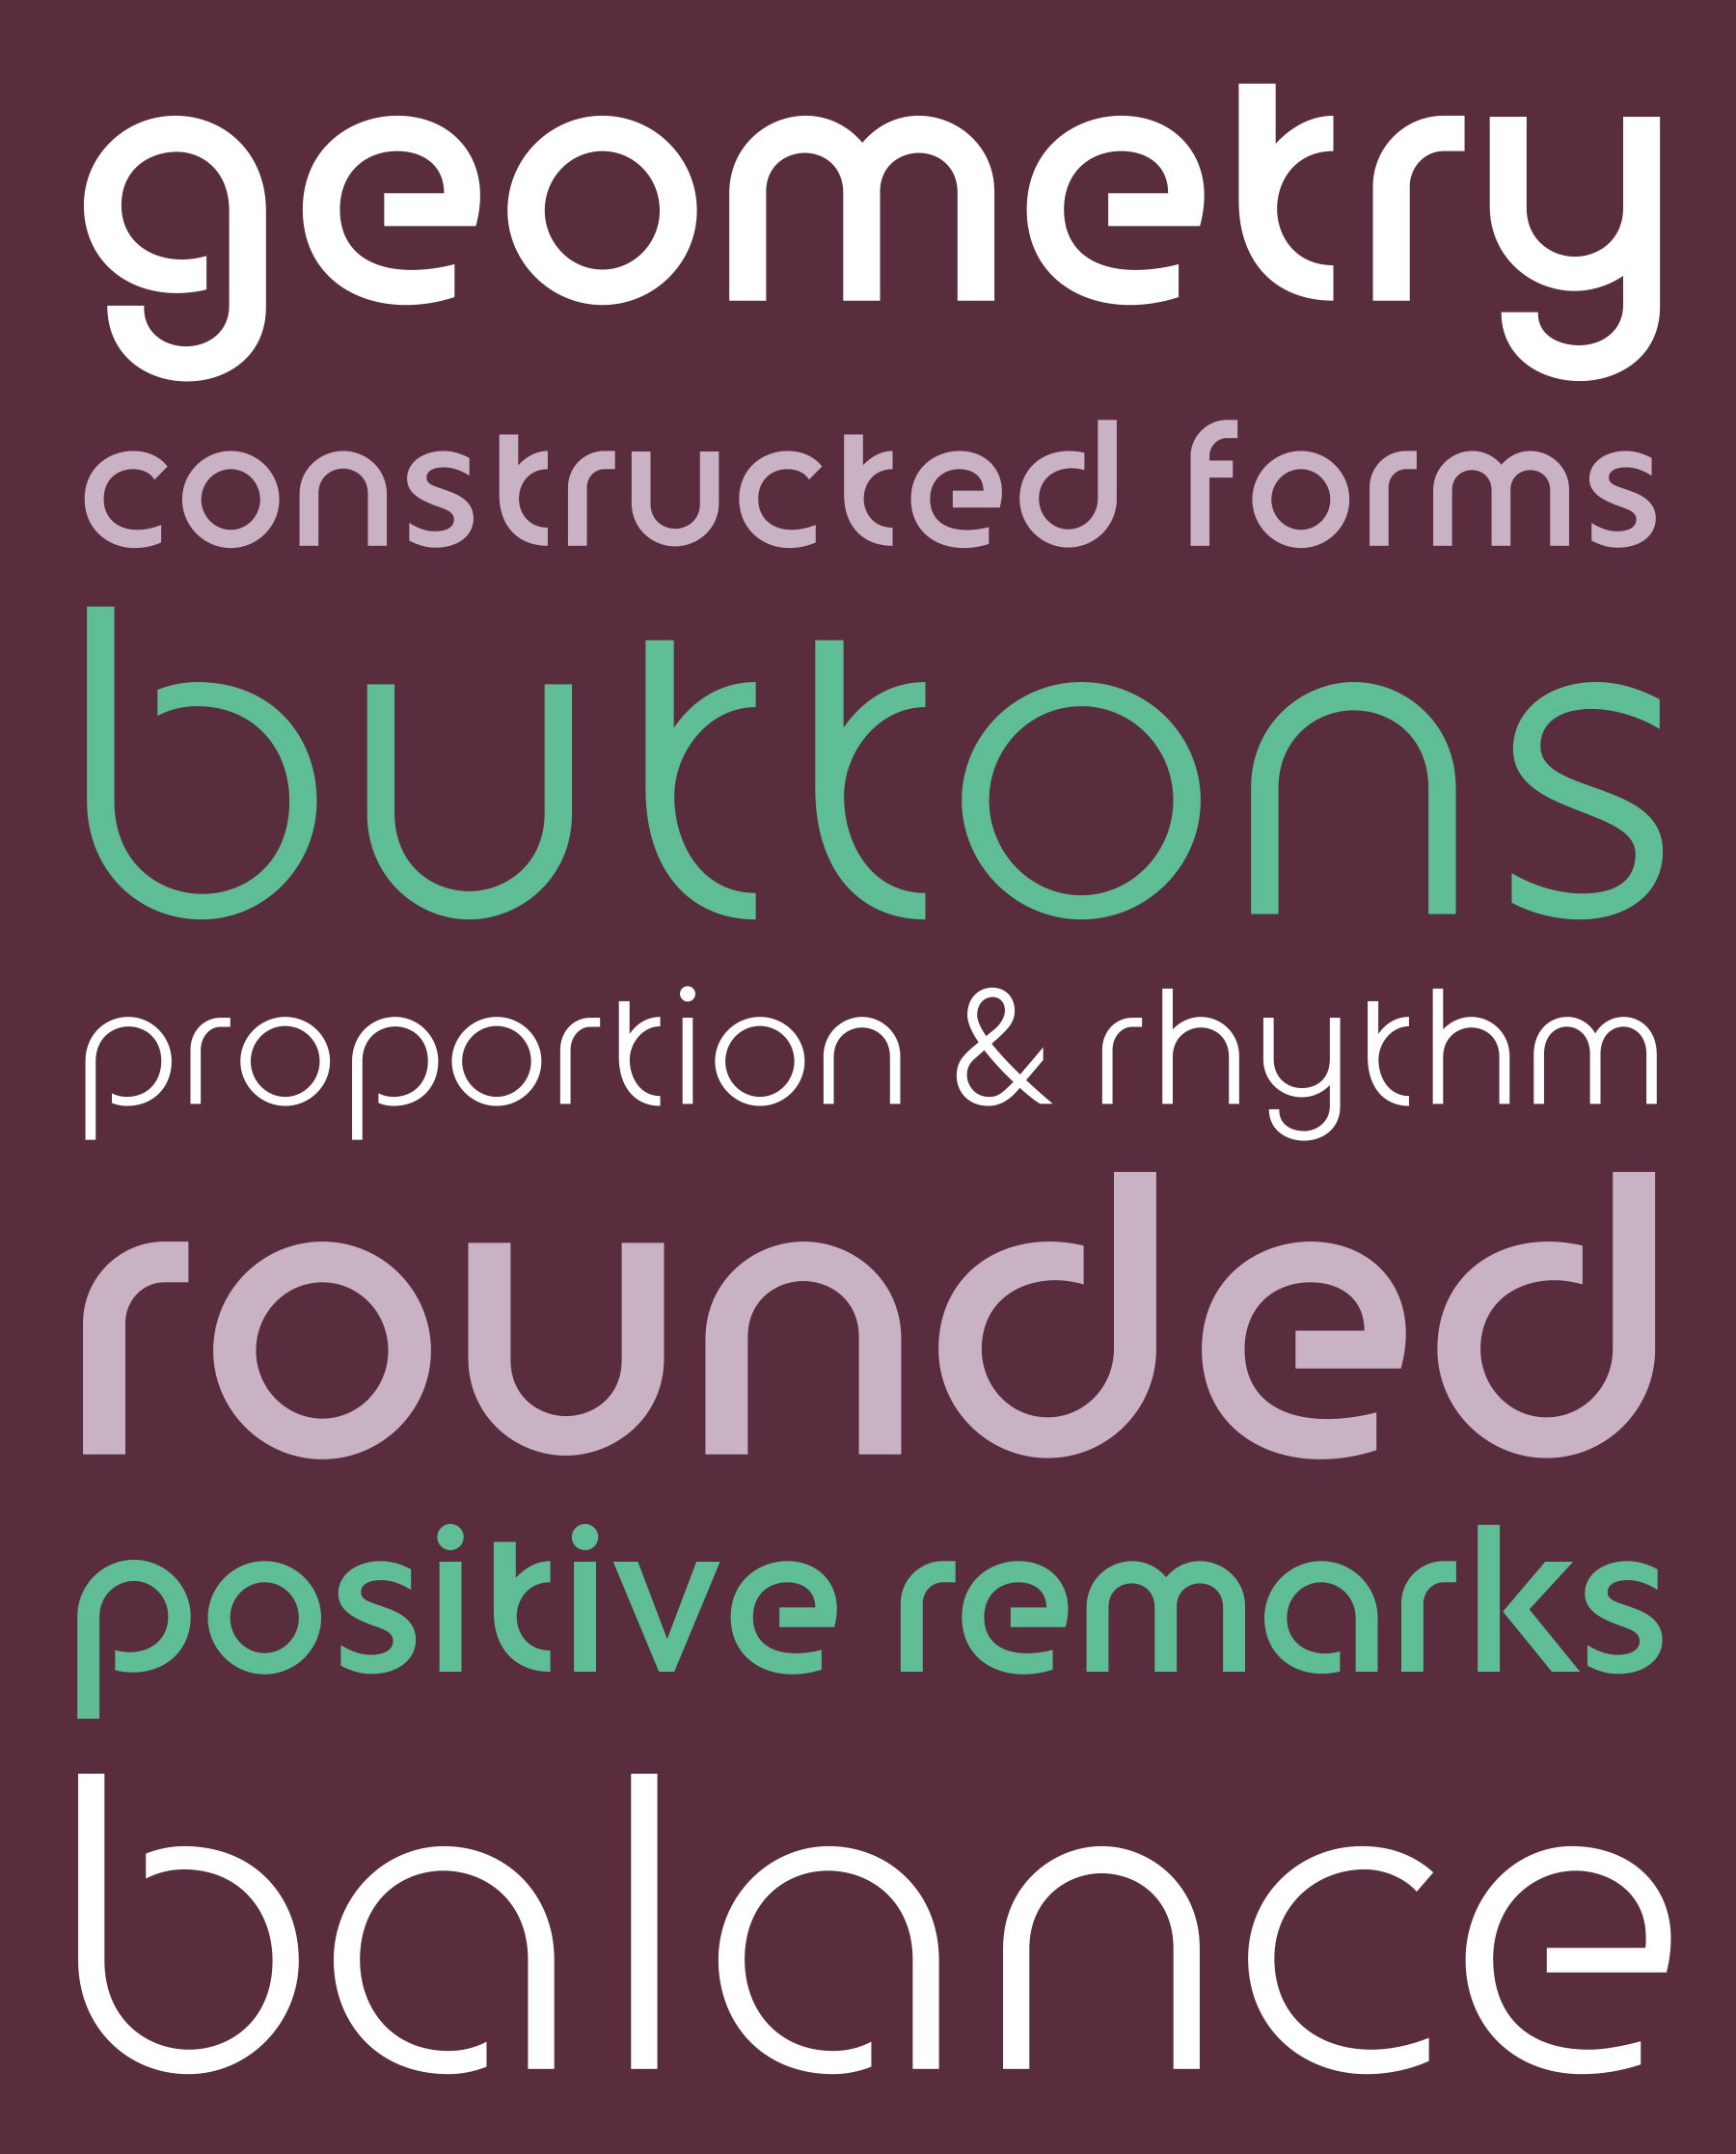 geometry
constructed forms
buttons
proportion & rhythm
rounded
positive remarks
balance